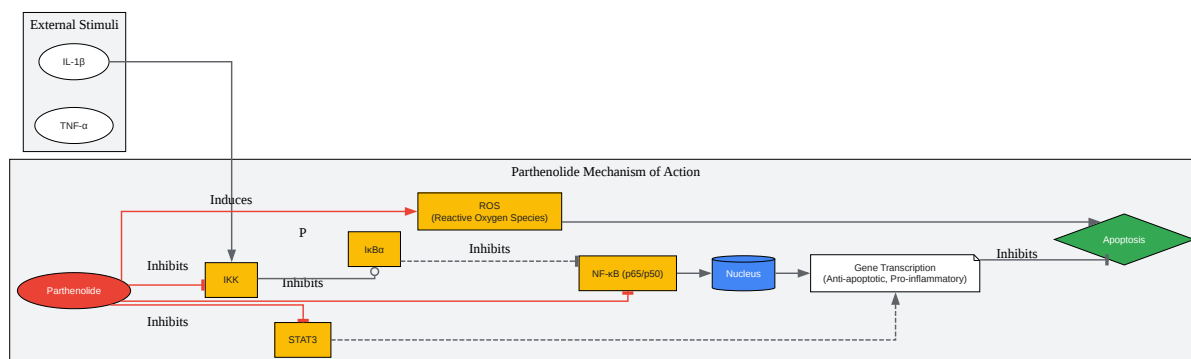 External Stimuli
IL-1β
TNF-α
Parthenolide Mechanism of Action
Induces
ROS
(Reactive Oxygen Species)
P
IκBα
Inhibits
Apoptosis
Inhibits
Inhibits
IKK
Inhibits
NF-κB (p65/p50)
Nucleus
Gene Transcription
(Anti-apoptotic, Pro-inflammatory)
Parthenolide
Inhibits
STAT3